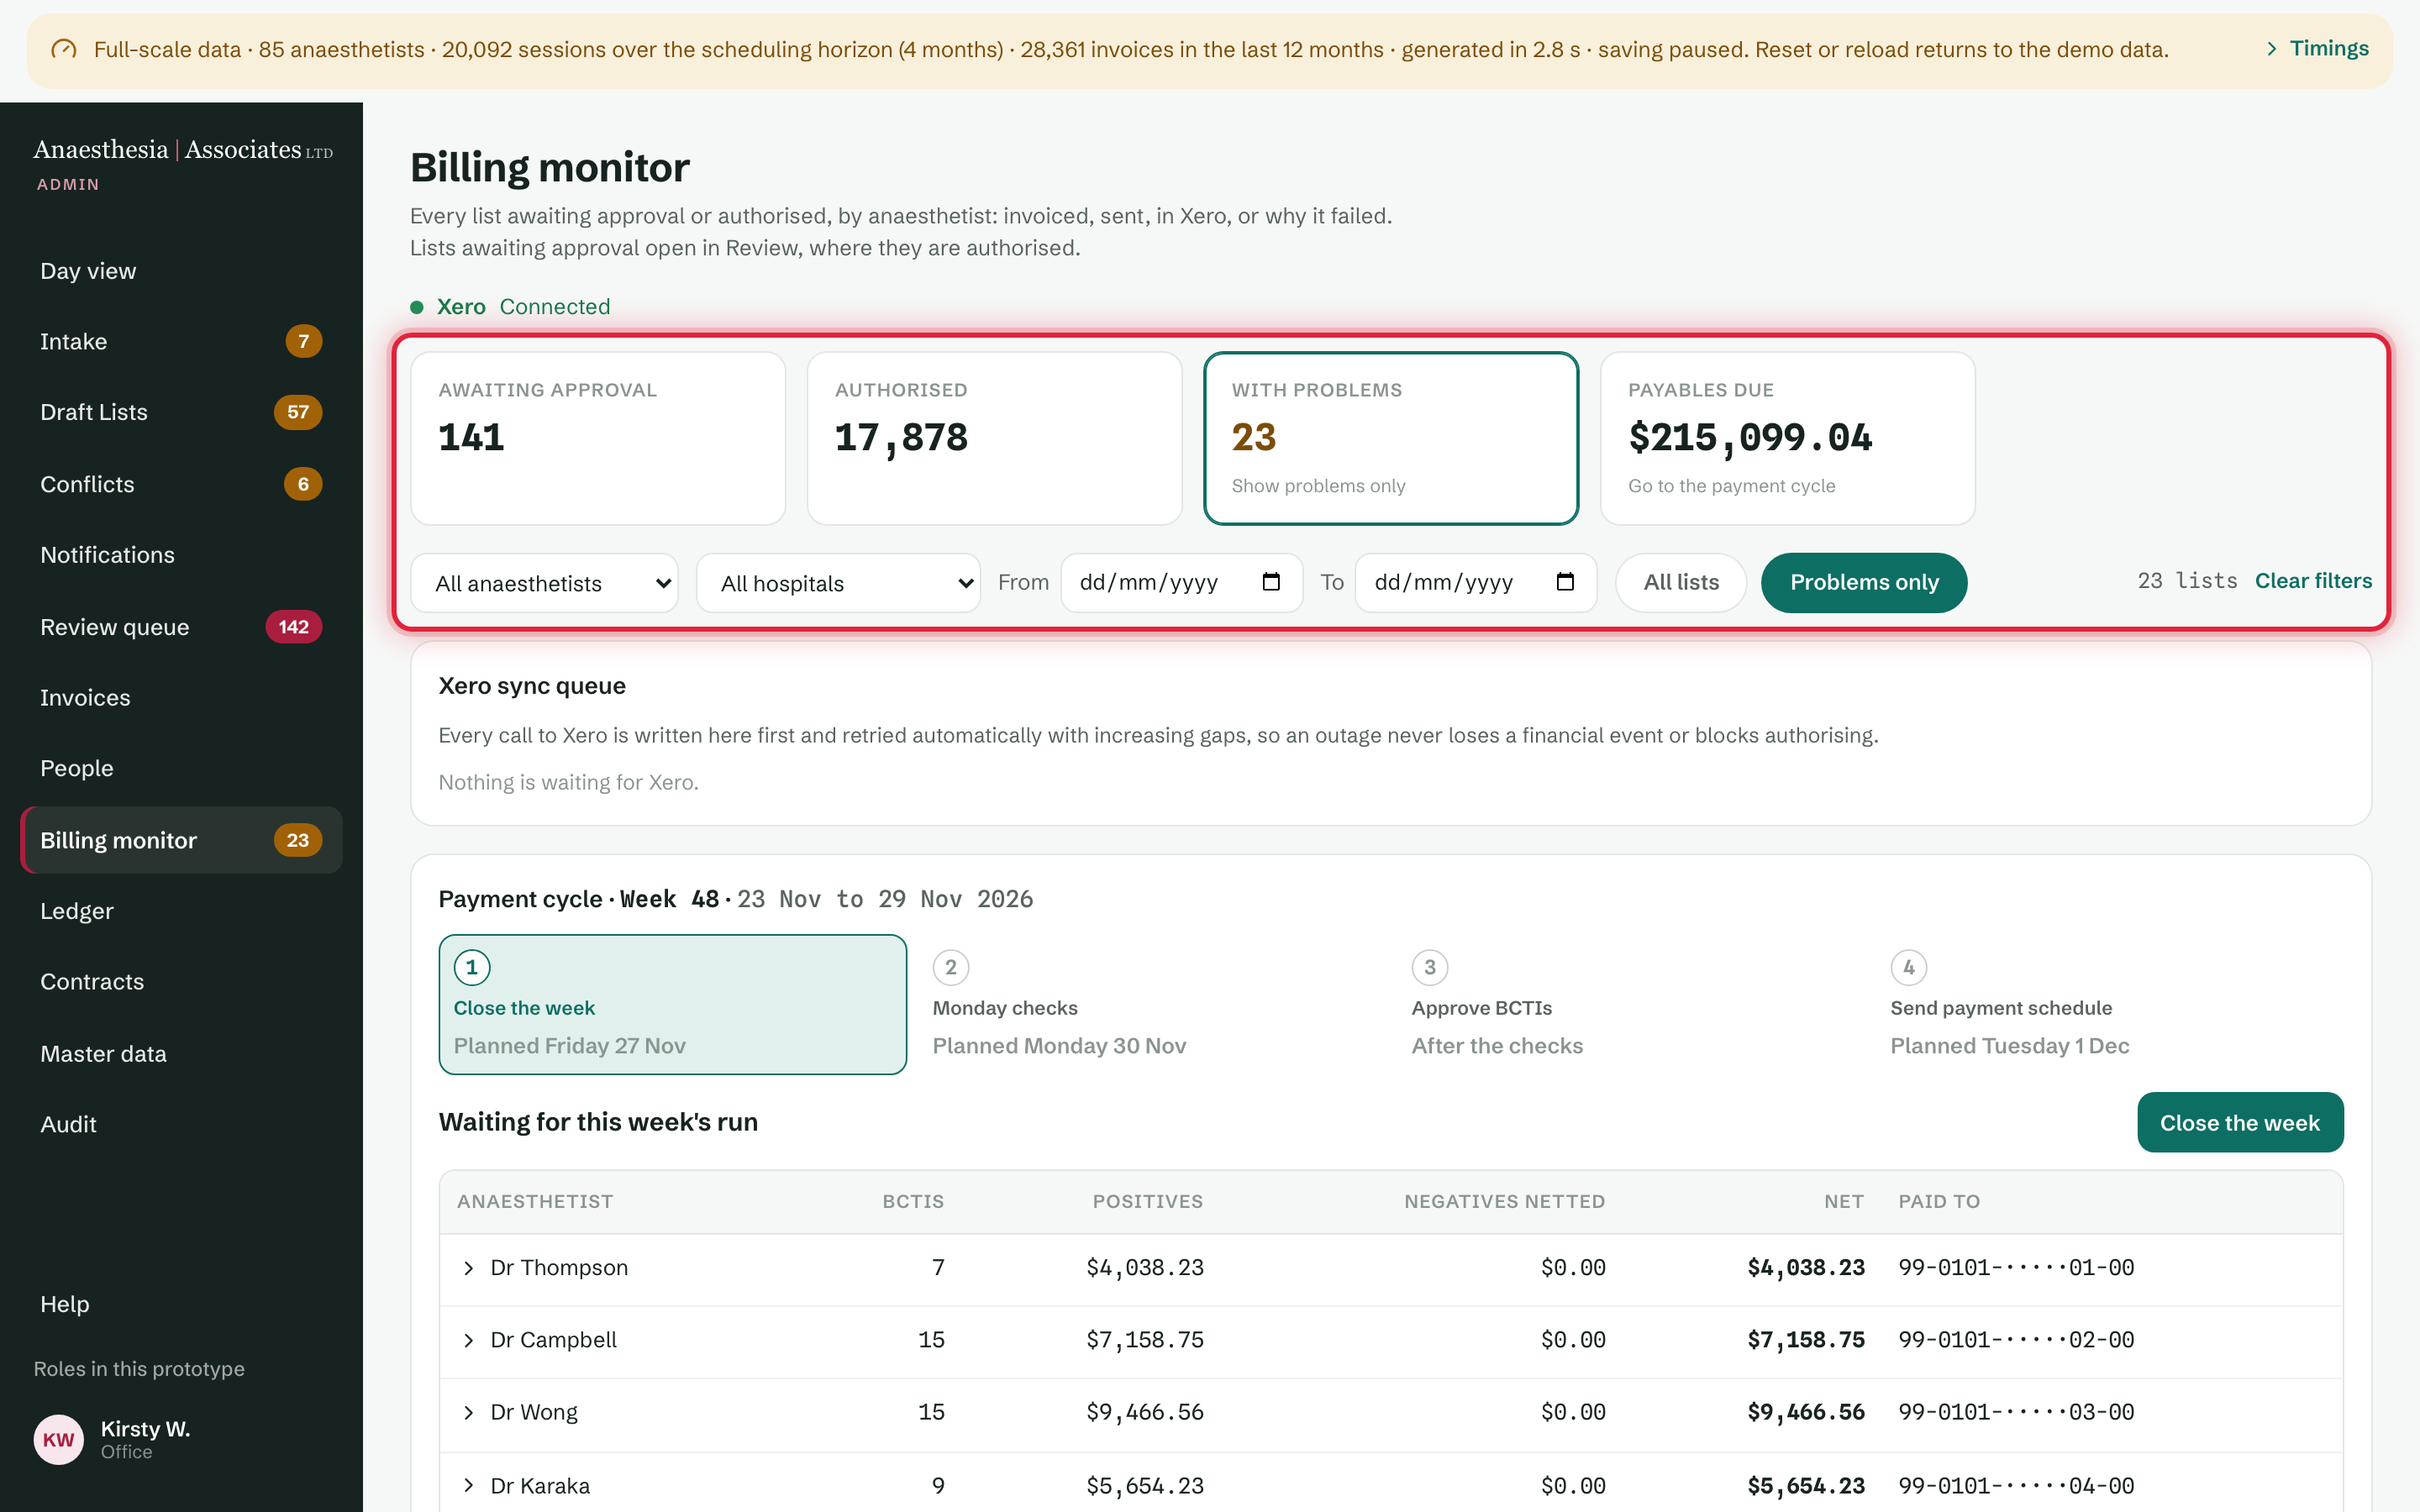 Full-scale data · 85 anaesthetists · 20,092 sessions over the scheduling horizon (4 months) · 28,361 invoices in the last 12 months · generated in 2.8 s · saving paused. Reset or reload returns to the demo data.
Timings
Anaesthesia | Associates LTD
ADMIN
Day view
Intake 7
Draft Lists 57
Conflicts 6
Notifications
Review queue 142
Invoices
People
Billing monitor 23
Ledger
Contracts
Master data
Audit
Help
Roles in this prototype
KW
Kirsty W.
Office
Billing monitor
Every list awaiting approval or authorised, by anaesthetist: invoiced, sent, in Xero, or why it failed.
Lists awaiting approval open in Review, where they are authorised.
Xero Connected
AWAITING APPROVAL
141
AUTHORISED
17,878
WITH PROBLEMS
23
Show problems only
PAYABLES DUE
$215,099.04
Go to the payment cycle
All anaesthetists All hospitals From dd/mm/yyyy To dd/mm/yyyy All lists Problems only 23 lists Clear filters
Xero sync queue
Every call to Xero is written here first and retried automatically with increasing gaps, so an outage never loses a financial event or blocks authorising.
Nothing is waiting for Xero.
Payment cycle · Week 48 · 23 Nov to 29 Nov 2026
1
Close the week
Planned Friday 27 Nov
2
Monday checks
Planned Monday 30 Nov
3
Approve BCTIs
After the checks
4
Send payment schedule
Planned Tuesday 1 Dec
Waiting for this week's run
Close the week
ANAESTHETIST BCTIS POSITIVES NEGATIVES NETTED NET PAID TO
Dr Thompson 7 $4,038.23 $0.00 $4,038.23 99-0101-·····01-00
Dr Campbell 15 $7,158.75 $0.00 $7,158.75 99-0101-·····02-00
Dr Wong 15 $9,466.56 $0.00 $9,466.56 99-0101-·····03-00
Dr Karaka 9 $5,654.23 $0.00 $5,654.23 99-0101-·····04-00